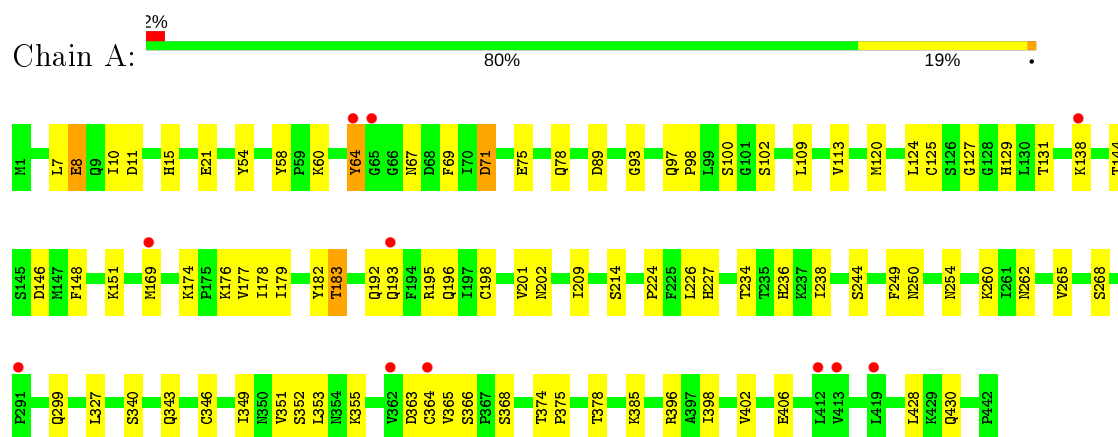 2%
Chain A:
80% 19% •
M1 L7 E8 Q9 I10 D11 H15 E21 Y54 Y58 P59 K60 Y64 G65 G66 N67 D68 F69 I70 D71 E75 Q78 D89 G93 Q97 P98 L99 S100 G101 S102 L109 V113 M120 L124 C125 S126 G127 G128 H129 L130 T131 K138 T144
S145 D146 M147 F148 K151 M169 K174 P175 K176 V177 I178 I179 Y182 T183 Q192 Q193 F194 R195 Q196 I197 C198 V201 N202 I209 S214 P224 F225 L226 H227 T234 T235 H236 K237 I238 S244 F249 N250 N254 K260 I261 N262 V265 S268
P291 Q299 L327 S340 Q343 C346 I349 N350 V351 S352 L353 N354 K355 V362 D363 C364 V365 S366 P367 S368 T374 P375 T378 K385 R396 A397 I398 V402 E406 L412 V413 L419 L428 K429 Q430 P442